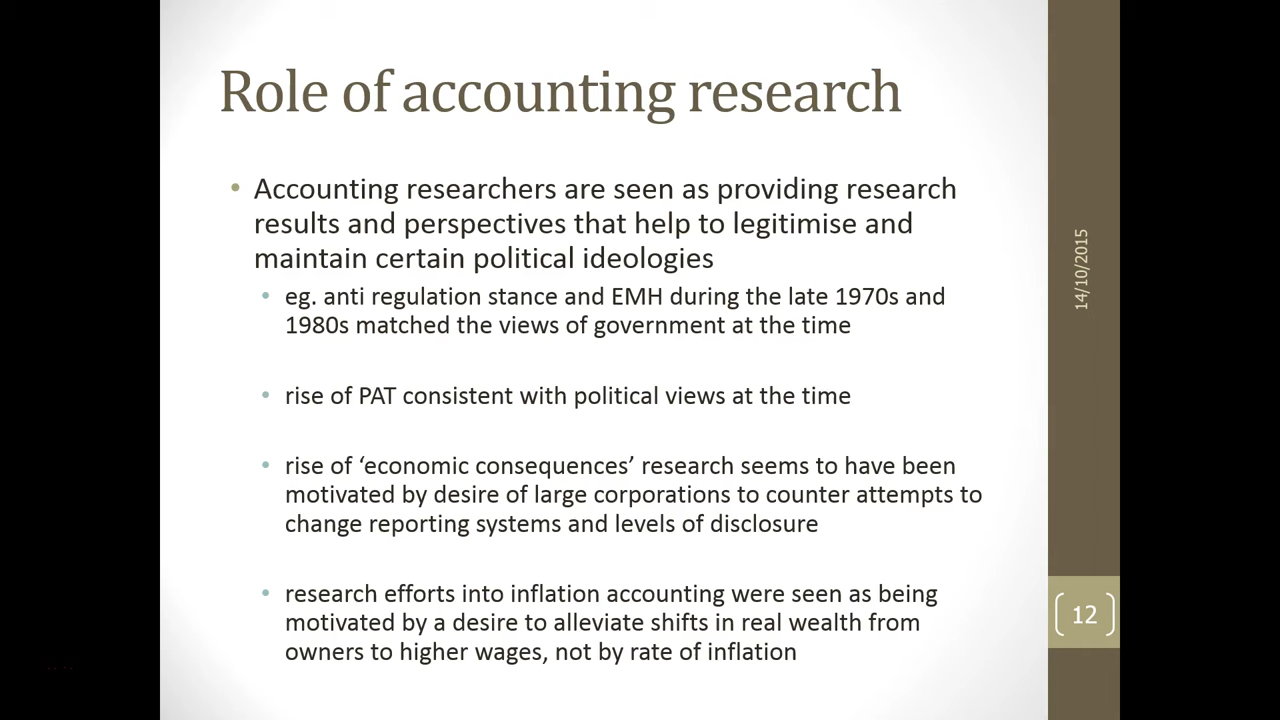 Role of accounting research
• Accounting researchers are seen as providing research
results and perspectives that help to legitimise and
maintain certain political ideologies
• eg. anti regulation stance and EMH during the late 1970s and
1980s matched the views of government at the time
• rise of PAT consistent with political views at the time
• rise of ‘economic consequences’ research seems to have been
motivated by desire of large corporations to counter attempts to
change reporting systems and levels of disclosure
• research efforts into inflation accounting were seen as being
motivated by a desire to alleviate shifts in real wealth from
owners to higher wages, not by rate of inflation
14/10/2015
12